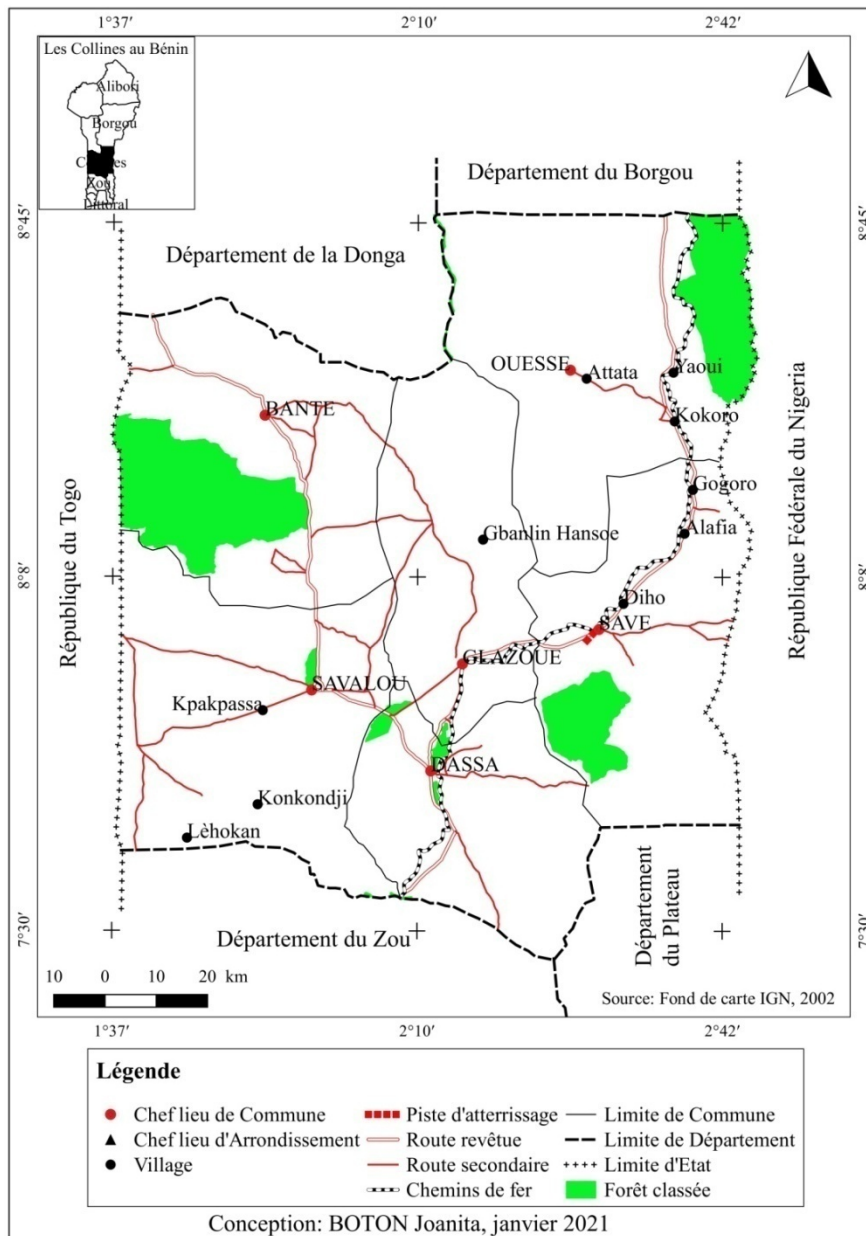 1°37' 2°10' 2°42'
Les Collines au Bénin
Alibori
Borgou
Collines
Zou
Littoral
8°45' 8°45'
Département du Borgou
Département de la Donga
OUESSE
Attata
Yaoui
BANTE
Kokoro
Gogoro
Gbanlin Hansoe
Alafia
République du Togo
République Fédérale du Nigeria
8°8' 8°8'
Diho
SAVE
GLAZOUE
SAVALOU
Kpakpassa
DASSA
Konkondji
Lèhokan
7°30' 7°30'
Département du Zou
Département
du Plateau
10 0 10 20 km
Source: Fond de carte IGN, 2002
1°37' 2°10' 2°42'
Légende
Chef lieu de Commune Piste d'atterrissage Limite de Commune
Chef lieu d'Arrondissement Route revêtue Limite de Département
Village Route secondaire Limite d'Etat
Chemins de fer Forêt classée
Conception: BOTON Joanita, janvier 2021